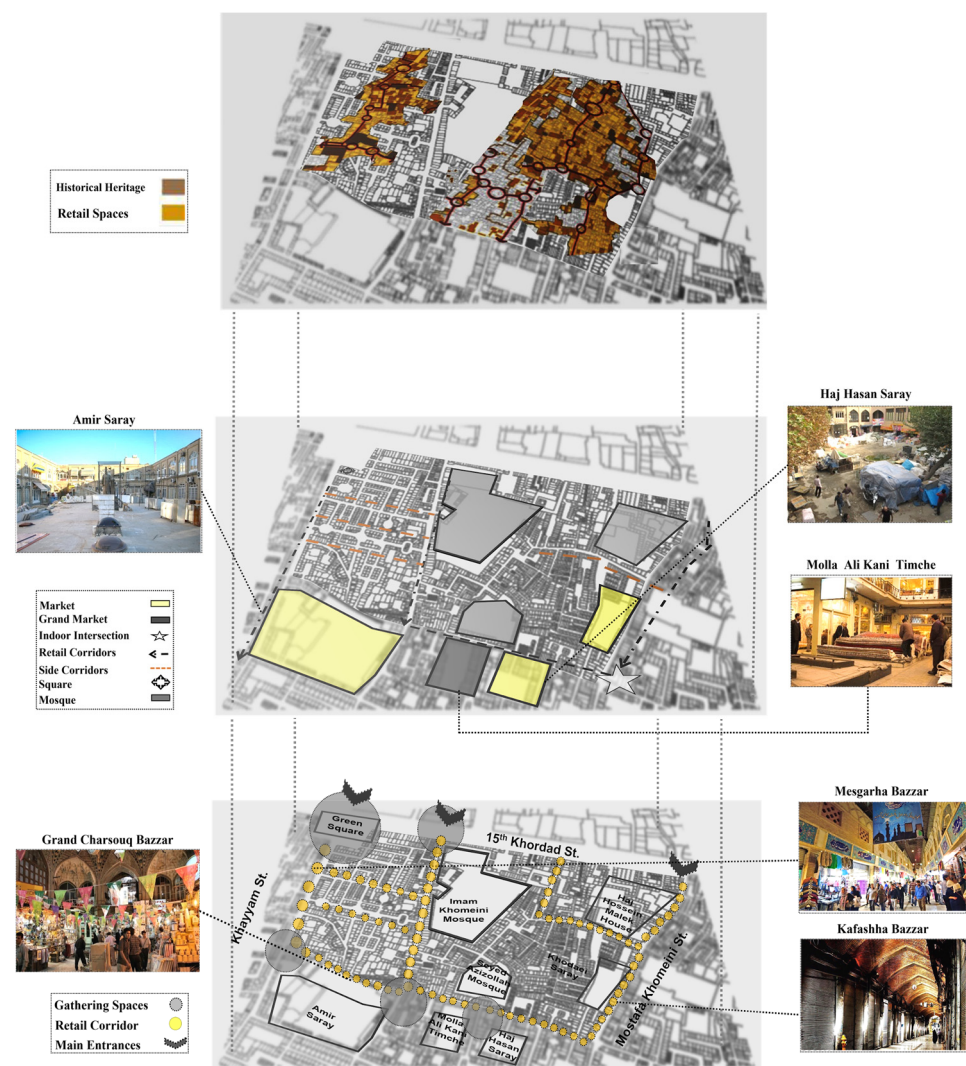 Historical Heritage
Retail Spaces
Amir Saray
Haj Hasan Saray
Molla Ali Kani Timche
Market
Grand Market
Indoor Intersection
Retail Corridors
Side Corridors
Square
Mosque
Mesgarha Bazzar
Grand Charsouq Bazzar
Kafashha Bazzar
Green
Square
15th Khordad St.
Khayyam St.
Imam
Khomeini
Mosque
Haj
Hossein
Malek
House
Khodaei
Saray
Seyed
Azizollah
Mosque
Mostafa Khomeini St.
Amir
Saray
Molla
Ali Kani
Timche
Haj
Hasan
Saray
Gathering Spaces
Retail Corridor
Main Entrances